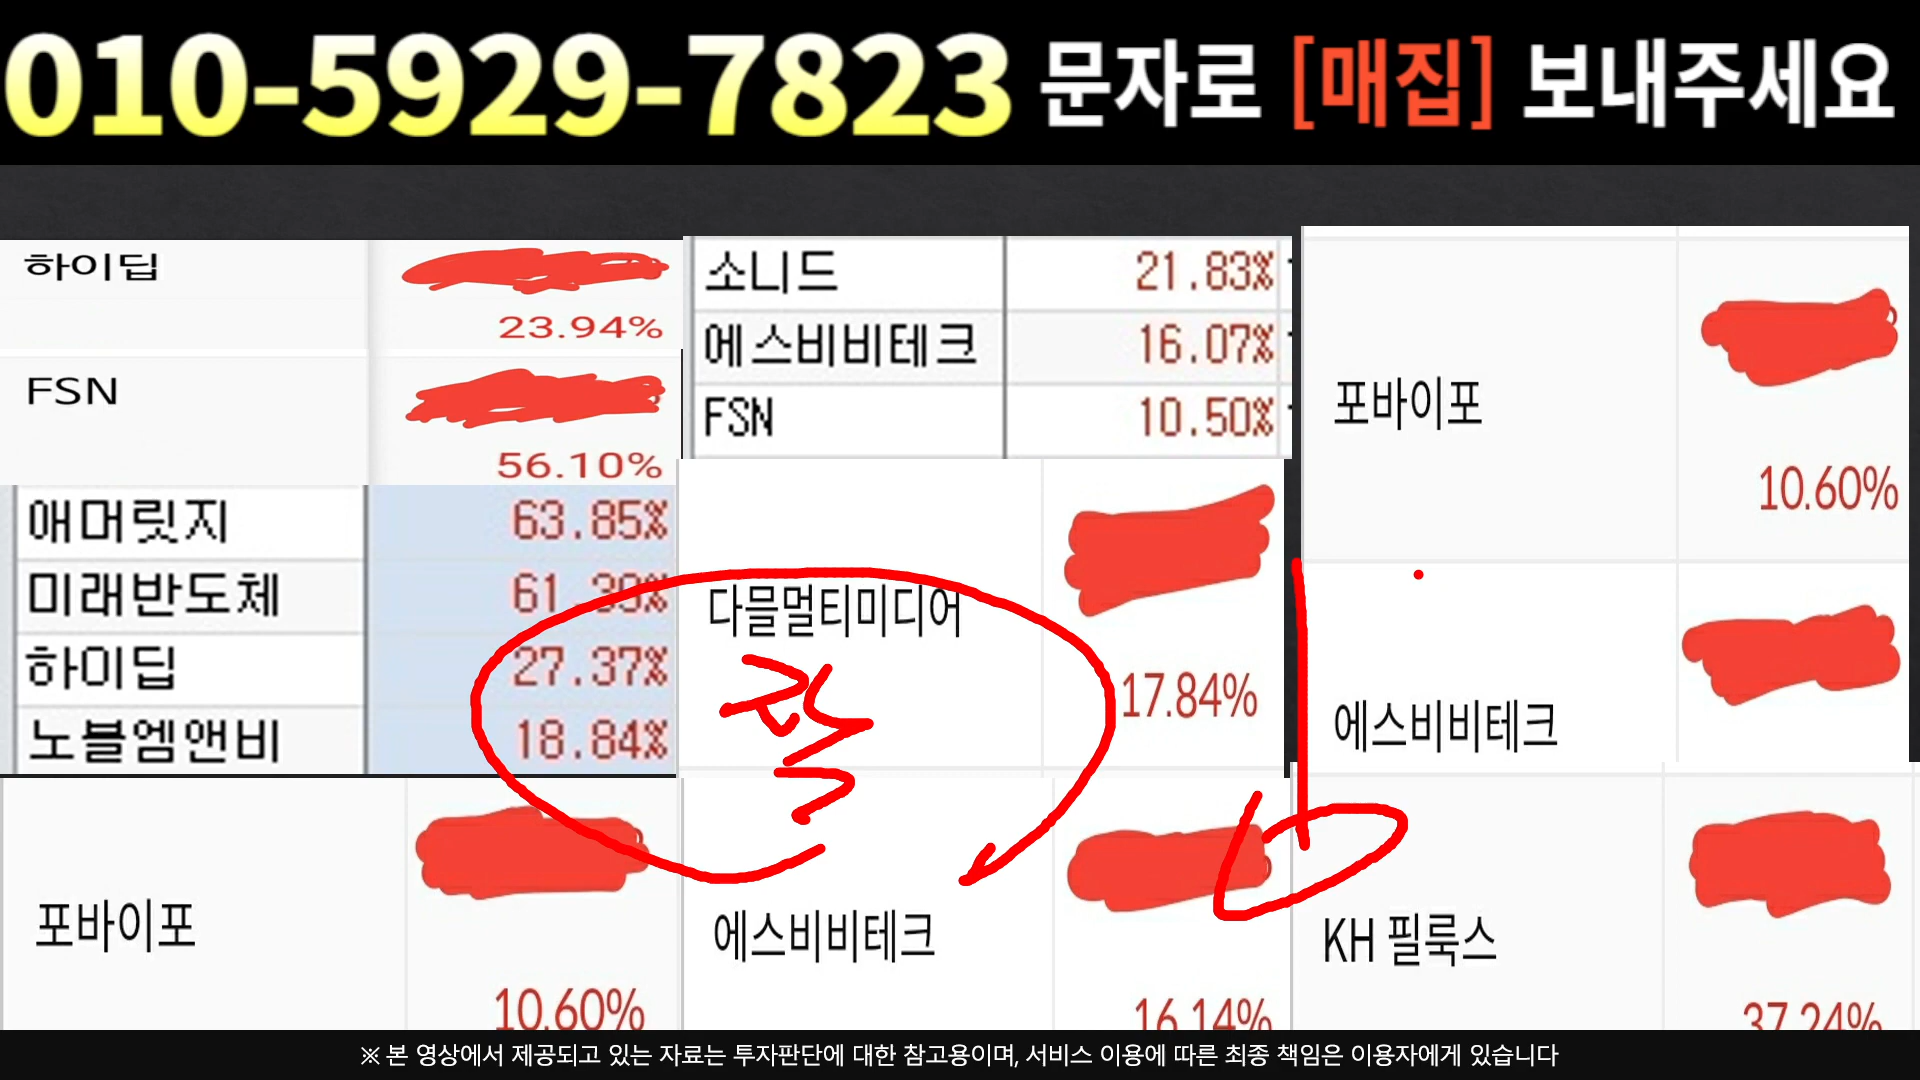 010-5929-7823 문자로 [매집] 보내주세요
하이딥
23.94%
FSN
56.10%
애머릿지 63.85%
미래반도체 61.39%
하이딥 27.37%
노블엠앤비 18.84%
소니드 21.83%
에스비비테크 16.07%
FSN 10.50%
다믈멀티미디어
17.84%
포바이포
10.60%
에스비비테크
포바이포
10.60%
에스비비테크
16.14%
KH 필룩스
37.24%
※ 본 영상에서 제공되고 있는 자료는 투자판단에 대한 참고용이며, 서비스 이용에 따른 최종 책임은 이용자에게 있습니다